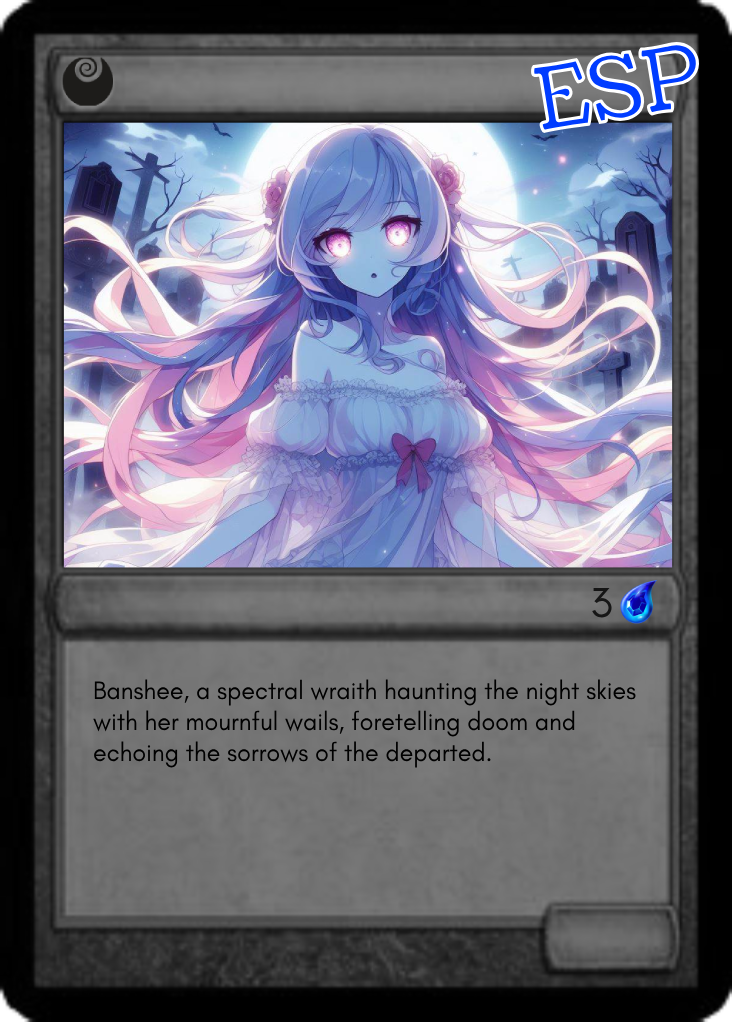 ESP
3
Banshee, a spectral wraith haunting the night skies
with her mournful wails, foretelling doom and
echoing the sorrows of the departed.